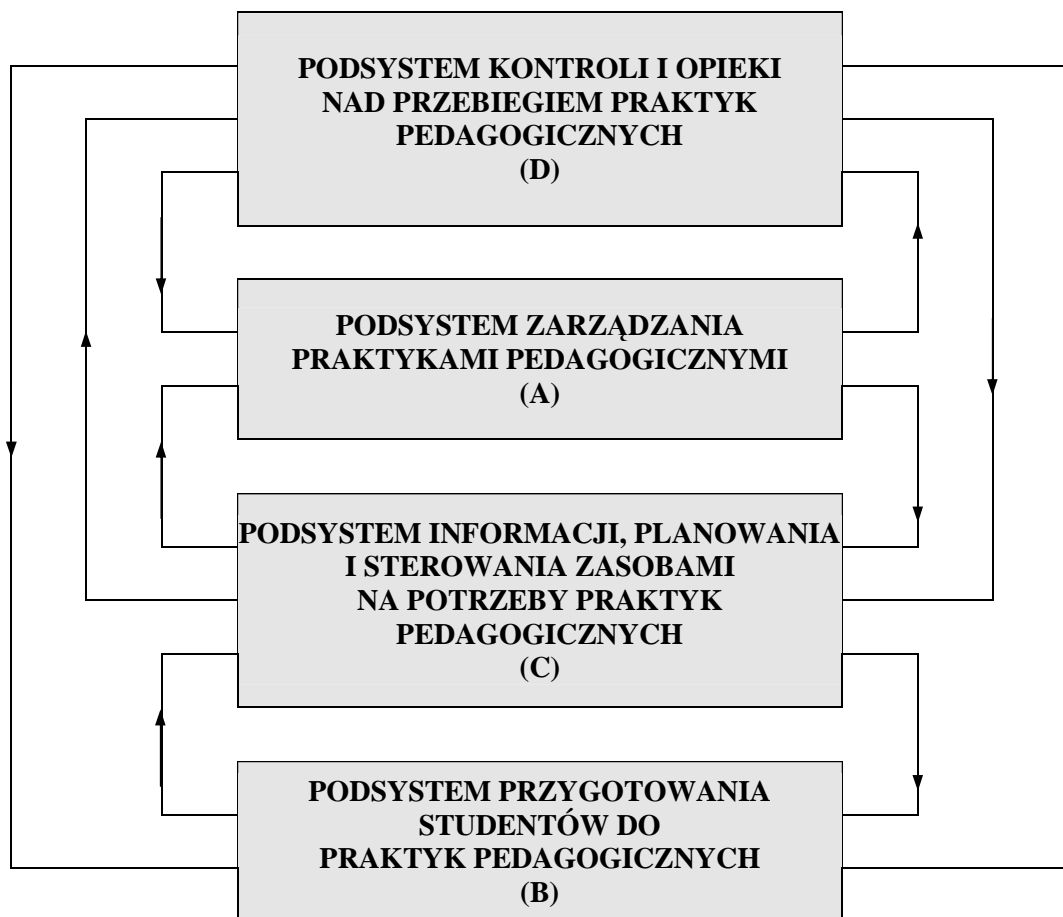 PODSYSTEM KONTROLI I OPIEKI
NAD PRZEBIEGIEM PRAKTYK
PEDAGOGICZNYCH
(D)
PODSYSTEM ZARZĄDZANIA
PRAKTYKAMI PEDAGOGICZNYMI
(A)
PODSYSTEM INFORMACJI, PLANOWANIA
I STEROWANIA ZASOBAMI
NA POTRZEBY PRAKTYK
PEDAGOGICZNYCH
(C)
PODSYSTEM PRZYGOTOWANIA
STUDENTÓW DO
PRAKTYK PEDAGOGICZNYCH
(B)